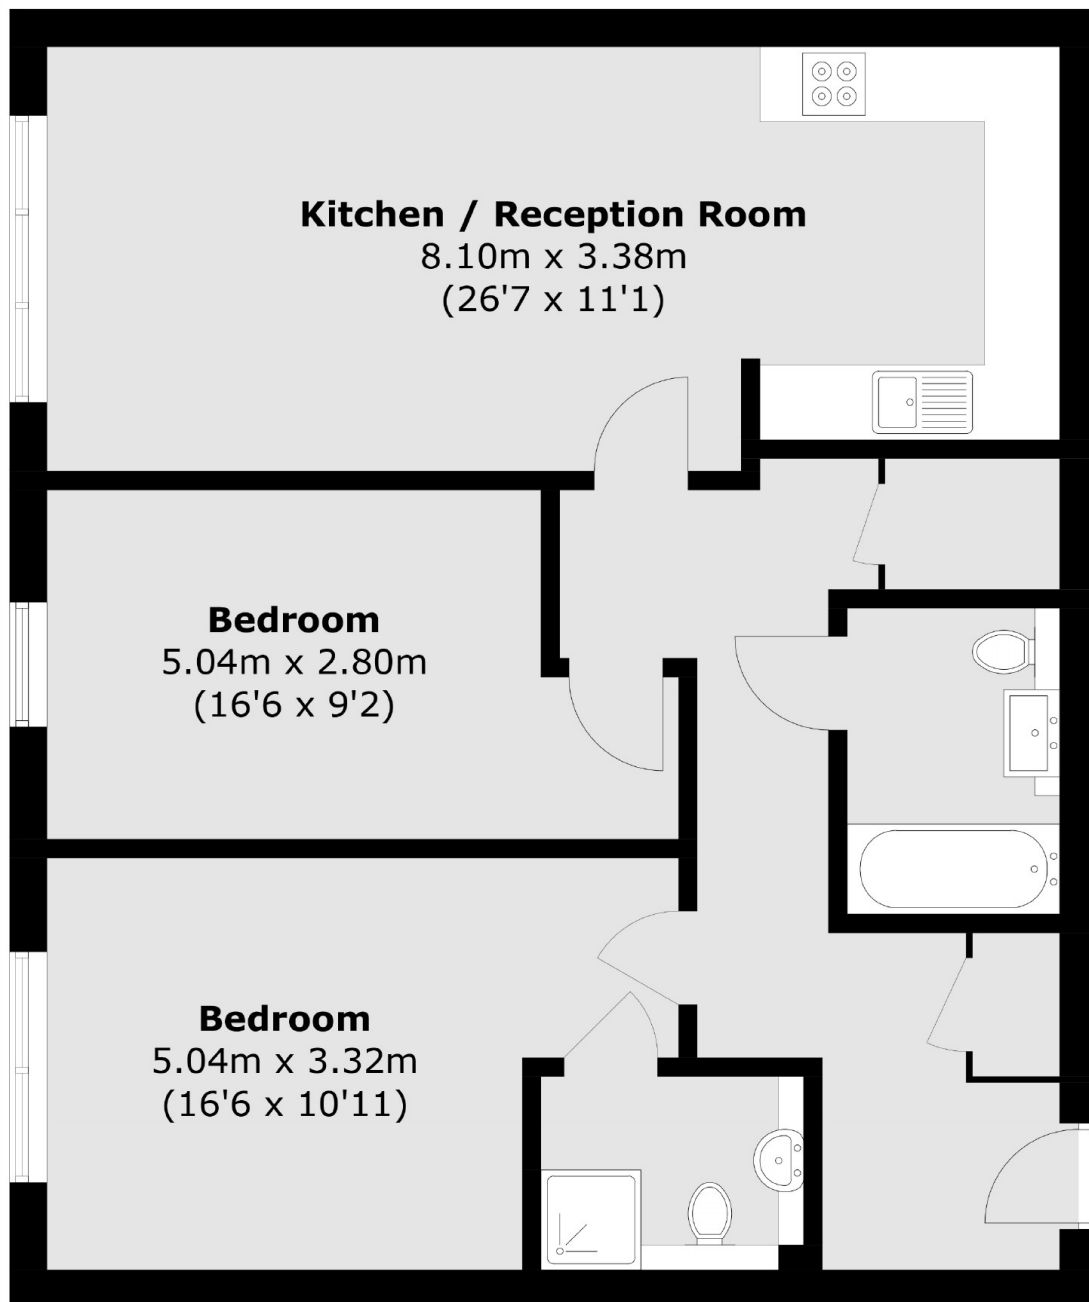 Kitchen / Reception Room
8.10m x 3.38m
(26'7 x 11'1)
Bedroom
5.04m x 2.80m
(16'6 x 9'2)
Bedroom
5.04m x 3.32m
(16'6 x 10'11)